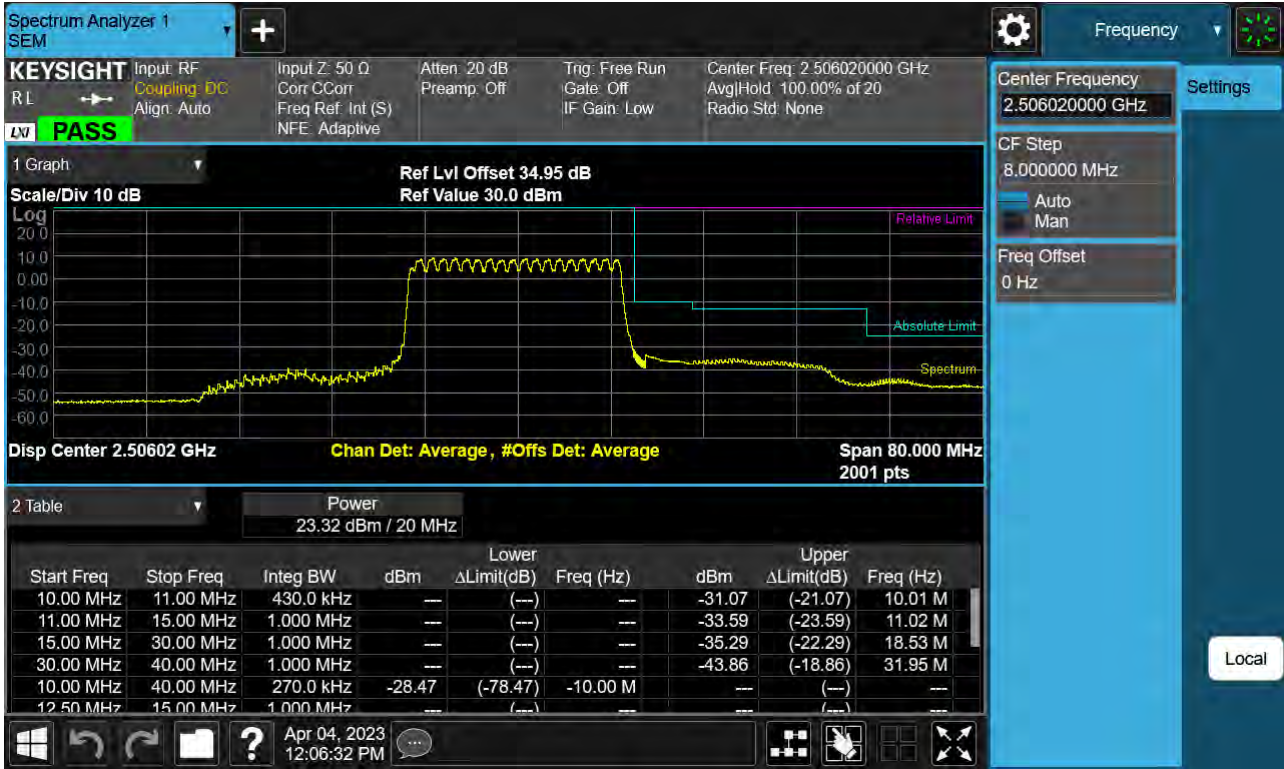 Spectrum Analyzer 1
SEM
Frequency
KEYSIGHT
R L
LXI
PASS
Input: RF
Coupling: DC
Align: Auto
Input Z: 50 Ω
Corr CCorr
Freq Ref: Int (S)
NFE: Adaptive
Atten: 20 dB
Preamp: Off
Trig: Free Run
Gate: Off
IF Gain: Low
Center Freq: 2.506020000 GHz
Avg|Hold: 100.00% of 20
Radio Std: None
Center Frequency
2.506020000 GHz
Settings
CF Step
8.000000 MHz
Auto
Man
Freq Offset
0 Hz
1 Graph
Scale/Div 10 dB
Ref Lvl Offset 34.95 dB
Ref Value 30.0 dBm
Log
20.0
10.0
0.00
-10.0
-20.0
-30.0
-40.0
-50.0
-60.0
Relative Limit
Absolute Limit
Spectrum
Disp Center 2.50602 GHz
Chan Det: Average , #Offs Det: Average
Span 80.000 MHz
2001 pts
2 Table
Power
23.32 dBm / 20 MHz
Lower Upper
Start Freq Stop Freq Integ BW dBm ΔLimit(dB) Freq (Hz) dBm ΔLimit(dB) Freq (Hz)
10.00 MHz 11.00 MHz 430.0 kHz --- (---) --- -31.07 (-21.07) 10.01 M
11.00 MHz 15.00 MHz 1.000 MHz --- (---) --- -33.59 (-23.59) 11.02 M
15.00 MHz 30.00 MHz 1.000 MHz --- (---) --- -35.29 (-22.29) 18.53 M
30.00 MHz 40.00 MHz 1.000 MHz --- (---) --- -43.86 (-18.86) 31.95 M
10.00 MHz 40.00 MHz 270.0 kHz -28.47 (-78.47) -10.00 M --- (---) ---
12.50 MHz 15.00 MHz 1.000 MHz --- (---) --- --- (---) ---
Local
Apr 04, 2023
12:06:32 PM